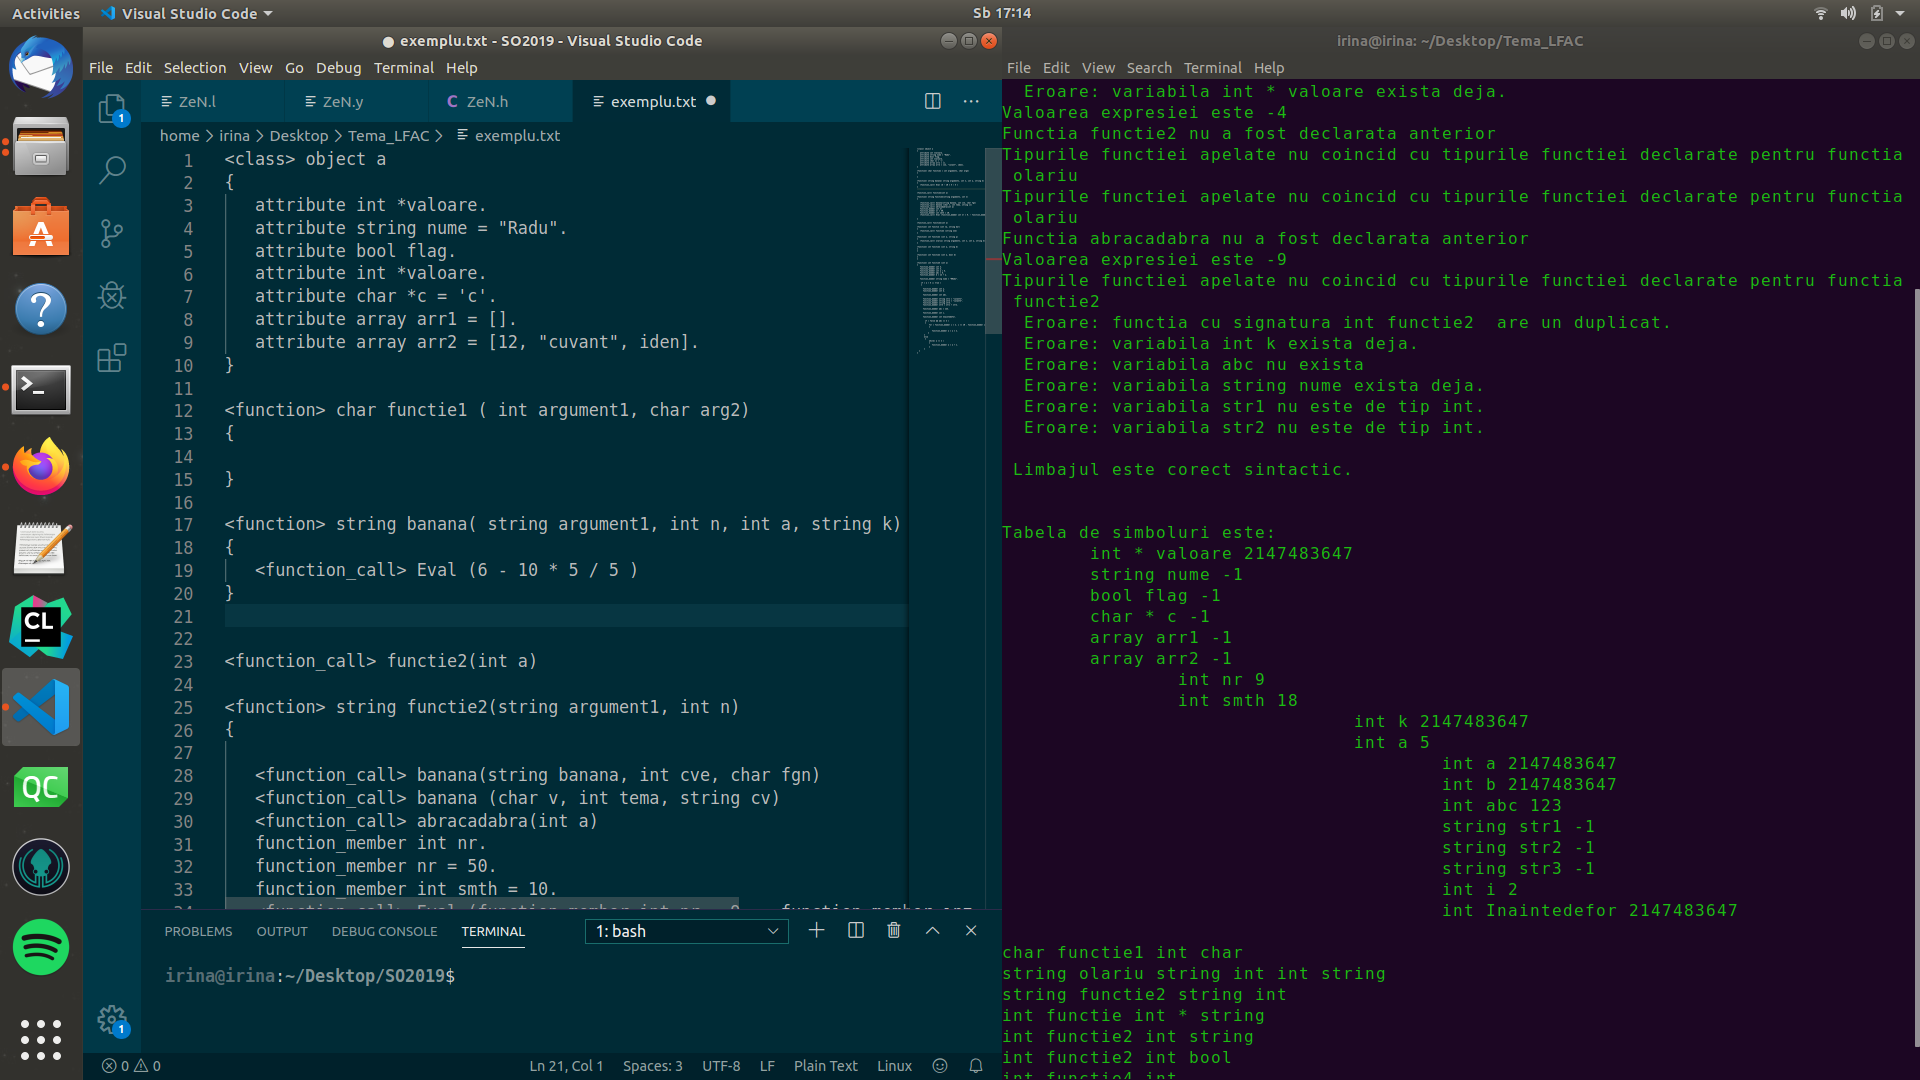 Activities
Visual Studio Code
Sb 17:14
● exemplu.txt - SO2019 - Visual Studio Code
File Edit Selection View Go Debug Terminal Help
ZeN.l
ZeN.y
C ZeN.h
exemplu.txt
home > irina > Desktop > Tema_LFAC > exemplu.txt
1 <class> object a
2 {
3 attribute int *valoare.
4 attribute string nume = "Radu".
5 attribute bool flag.
6 attribute int *valoare.
7 attribute char *c = 'c'.
8 attribute array arr1 = [].
9 attribute array arr2 = [12, "cuvant", iden].
10 }
11
12 <function> char functie1 ( int argument1, char arg2)
13 {
14
15 }
16
17 <function> string banana( string argument1, int n, int a, string k)
18 {
19 <function_call> Eval (6 - 10 * 5 / 5 )
20 }
21
22
23 <function_call> functie2(int a)
24
25 <function> string functie2(string argument1, int n)
26 {
27
28 <function_call> banana(string banana, int cve, char fgn)
29 <function_call> banana (char v, int tema, string cv)
30 <function_call> abracadabra(int a)
31 function_member int nr.
32 function_member nr = 50.
33 function_member int smth = 10.
PROBLEMS OUTPUT DEBUG CONSOLE TERMINAL
1: bash
irina@irina:~/Desktop/SO2019$
1
1
CL
QC
0 0
Ln 21, Col 1
Spaces: 3
UTF-8
LF
Plain Text
Linux
irina@irina: ~/Desktop/Tema_LFAC
File Edit View Search Terminal Help
Eroare: variabila int * valoare exista deja.
Valoarea expresiei este -4
Functia functie2 nu a fost declarata anterior
Tipurile functiei apelate nu coincid cu tipurile functiei declarate pentru functia
olariu
Tipurile functiei apelate nu coincid cu tipurile functiei declarate pentru functia
olariu
Functia abracadabra nu a fost declarata anterior
Valoarea expresiei este -9
Tipurile functiei apelate nu coincid cu tipurile functiei declarate pentru functia
functie2
Eroare: functia cu signatura int functie2  are un duplicat.
Eroare: variabila int k exista deja.
Eroare: variabila abc nu exista
Eroare: variabila string nume exista deja.
Eroare: variabila str1 nu este de tip int.
Eroare: variabila str2 nu este de tip int.
Limbajul este corect sintactic.
Tabela de simboluri este:
int * valoare 2147483647
string nume -1
bool flag -1
char * c -1
array arr1 -1
array arr2 -1
int nr 9
int smth 18
int k 2147483647
int a 5
int a 2147483647
int b 2147483647
int abc 123
string str1 -1
string str2 -1
string str3 -1
int i 2
int Inaintedefor 2147483647
char functie1 int char
string olariu string int int string
string functie2 string int
int functie int * string
int functie2 int string
int functie2 int bool
int functie4 int